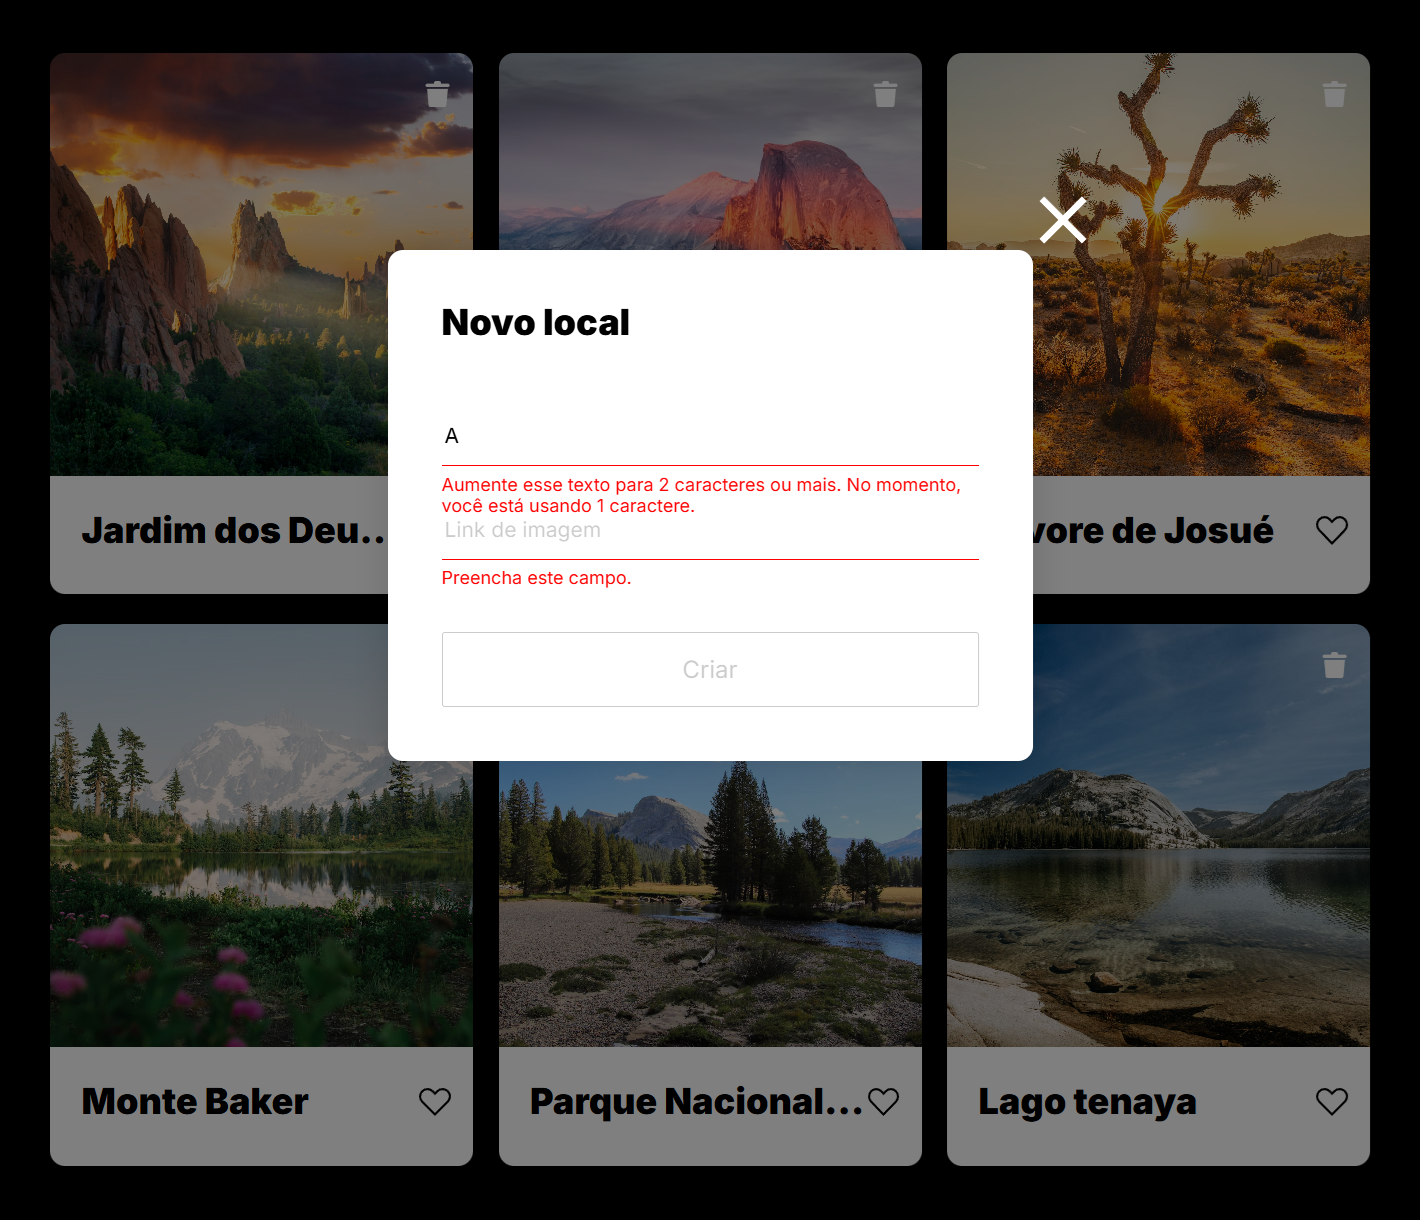 Novo local
A
Aumente esse texto para 2 caracteres ou mais. No momento,
você está usando 1 caractere.
Link de imagem
Preencha este campo.
Criar
Jardim dos Deu...
vore de Josué
Monte Baker
Parque Nacional...
Lago tenaya